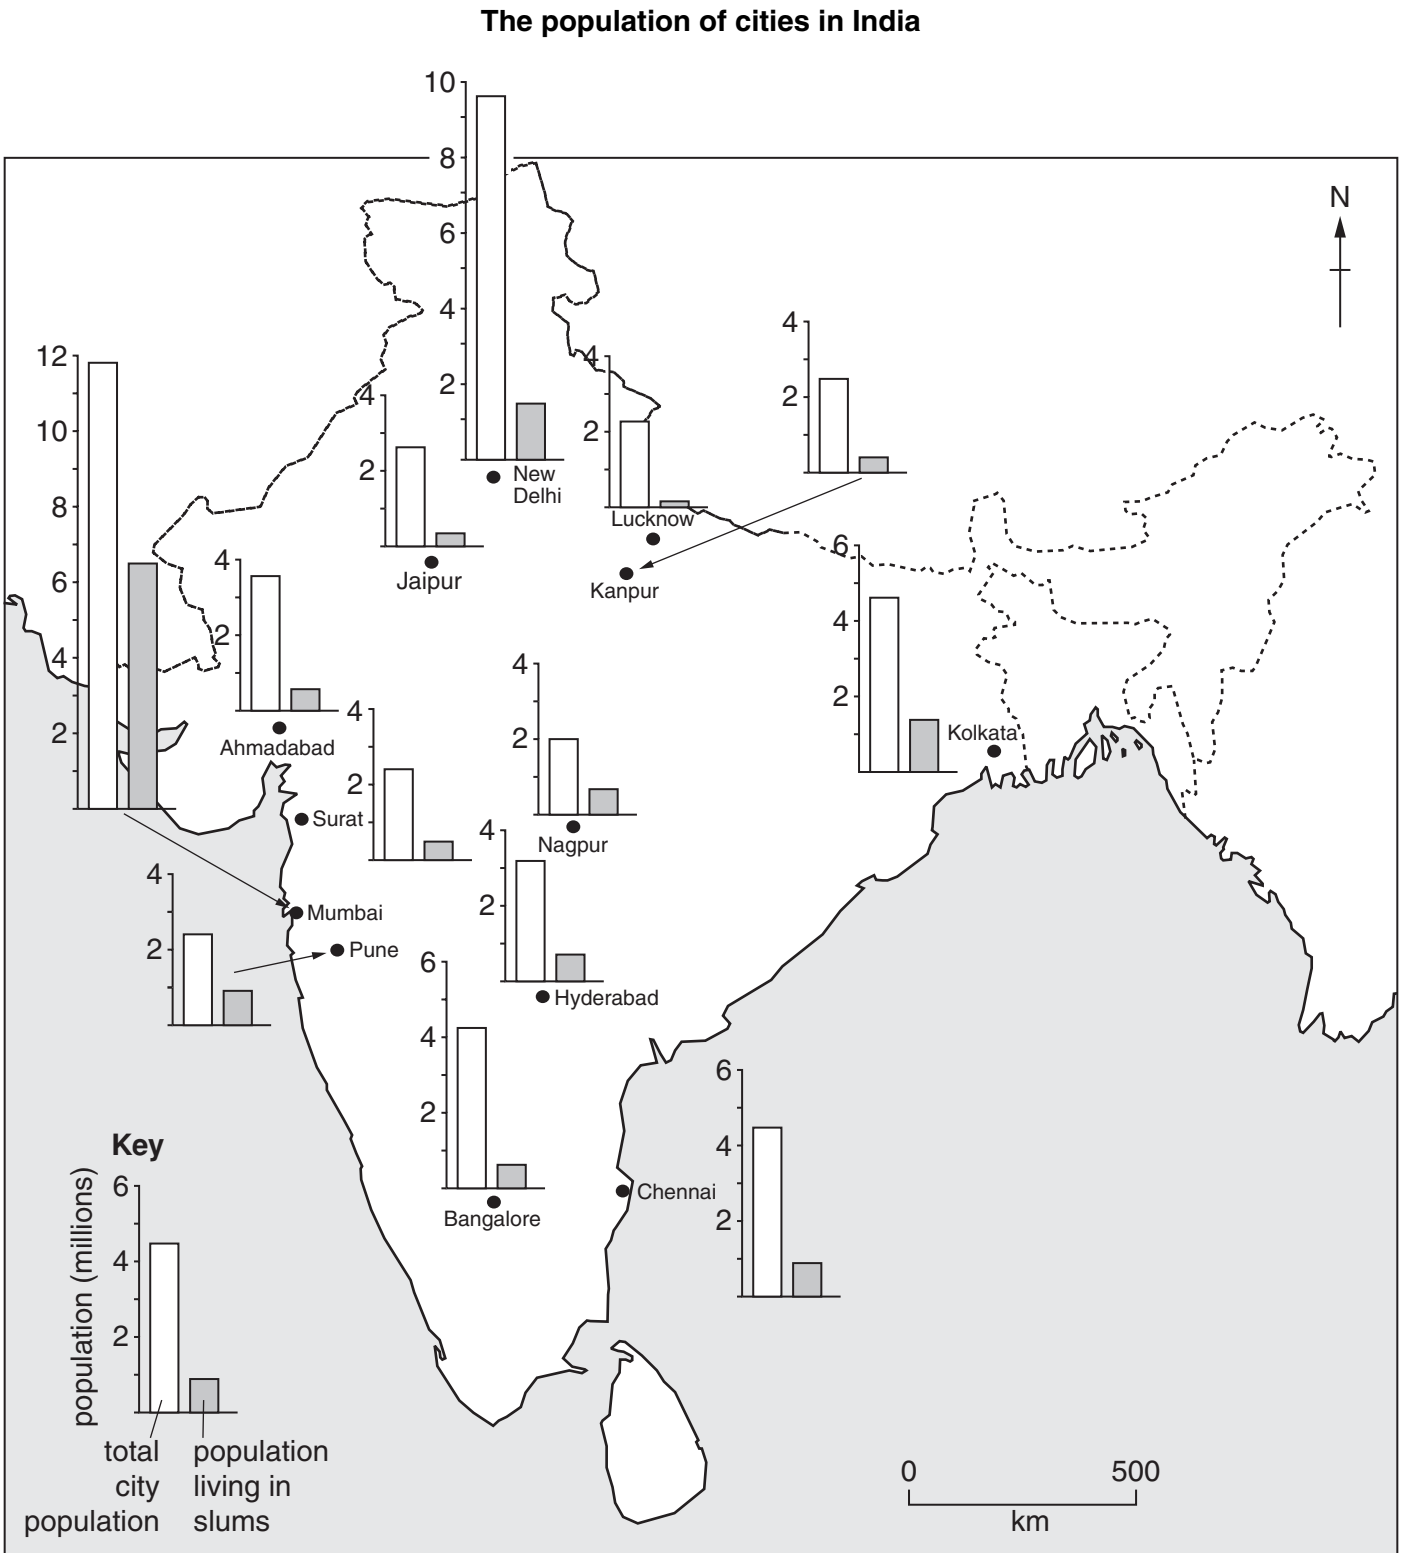 The population of cities in India
10
8
6
4
2
New
Delhi
N
12
10
8
6
4
2
4
2
Jaipur
4
2
Lucknow
4
2
Kanpur
4
2
Ahmadabad
4
2
Surat
4
2
Nagpur
6
4
2
Kolkata
4
2
Hyderabad
Mumbai
4
2
Pune
6
4
2
Bangalore
6
4
2
Chennai
Key
population (millions)
6
4
2
total
city
population
population
living in
slums
0
500
km